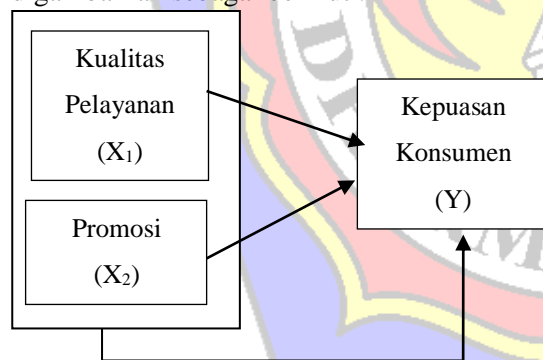 Kualitas
Pelayanan
(X₁)
Kepuasan
Konsumen
(Y)
Promosi
(X₂)